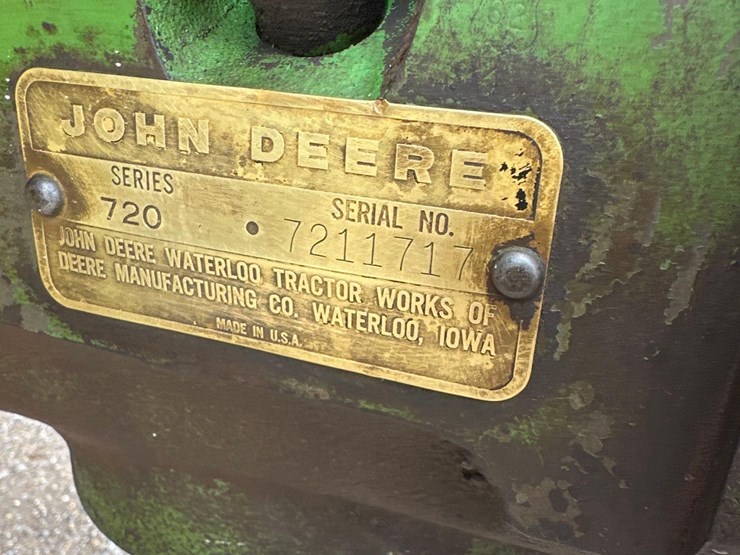 JOHN DEERE
SERIES
SERIAL NO.
720
7211717
JOHN DEERE WATERLOO TRACTOR WORKS OF
DEERE MANUFACTURING CO. WATERLOO, IOWA
MADE IN U.S.A.